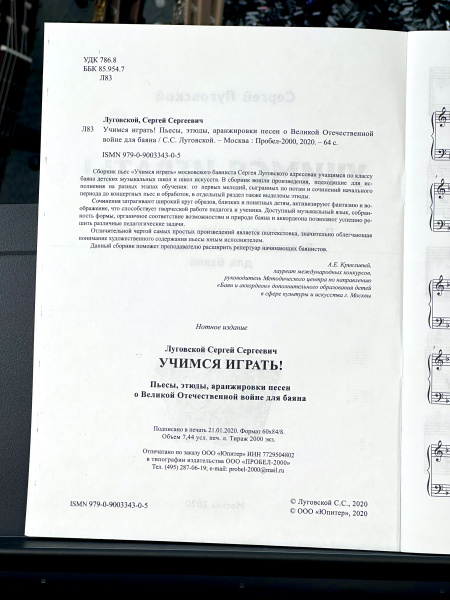 УДК 786.8
ББК 85.954.7
Л83
Луговской, Сергей Сергеевич
Л83 Учимся играть! Пьесы, этюды, аранжировки песен о Великой Отечественной
войне для баяна / С.С. Луговской. – Москва : Пробел-2000, 2020. – 64 с.
ISMN 979-0-9003343-0-5
Сборник пьес «Учимся играть» московского баяниста Сергея Луговского адресован учащимся по классу
баяна детских музыкальных школ и школ искусств. В сборник вошли произведения, подходящие для ис-
полнения на разных этапах обучения: от первых мелодий, сыгранных по нотам в сочинений начального
периода до концертных пьес и обработок, в отдельный раздел также выделены этюды.
Сочинения затрагивают широкий круг образов, близких и понятных детям, активизируют фантазию и во-
ображение, что способствует творческой работе педагога и ученика. Доступный музыкальный язык, собран-
ность формы, органичное соответствие возможностям и природе баяна и аккордеона позволяют успешно ре-
шать различные педагогические задачи.
Отличительной чертой самых простых произведений является подтекстовка, значительно облегчающая
понимание художественного содержания пьесы юным исполнителем.
Данный сборник поможет преподавателю расширить репертуар начинающих баянистов.
А.Е. Красливый,
лауреат международных конкурсов,
руководитель Методического центра по направлению
«Баян и аккордеон» дополнительного образования детей
в сфере культуры и искусства г. Москвы
Нотное издание
Луговской Сергей Сергеевич
УЧИМСЯ ИГРАТЬ!
Пьесы, этюды, аранжировки песен
о Великой Отечественной войне для баяна
Подписано в печать 21.01.2020. Формат 60х84/8.
Объем 7,44 усл. печ. л. Тираж 2000 экз.
Отпечатано по заказу ООО «Юпитер» ИНН 7729504802
в типографии издательства ООО «ПРОБЕЛ-2000»
Тел. (495) 287-06-19; e-mail: probel-2000@mail.ru
ISMN 979-0-9003343-0-5
© Луговской С.С., 2020
© ООО «Юпитер», 2020